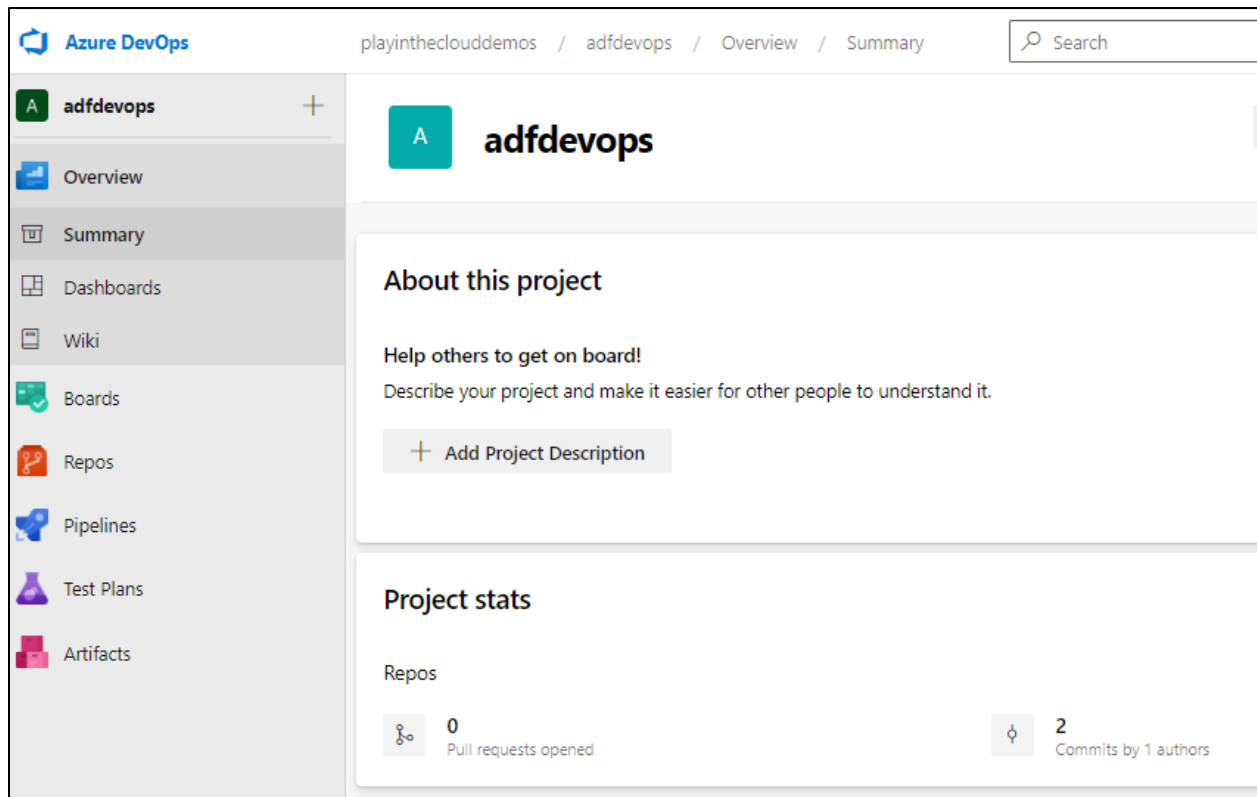 Azure DevOps
playintheclouddemos / adfdevops / Overview / Summary
Search
A adfdevops +
Overview
Summary
Dashboards
Wiki
Boards
Repos
Pipelines
Test Plans
Artifacts
A adfdevops
About this project
Help others to get on board!
Describe your project and make it easier for other people to understand it.
+ Add Project Description
Project stats
Repos
0
Pull requests opened
2
Commits by 1 authors